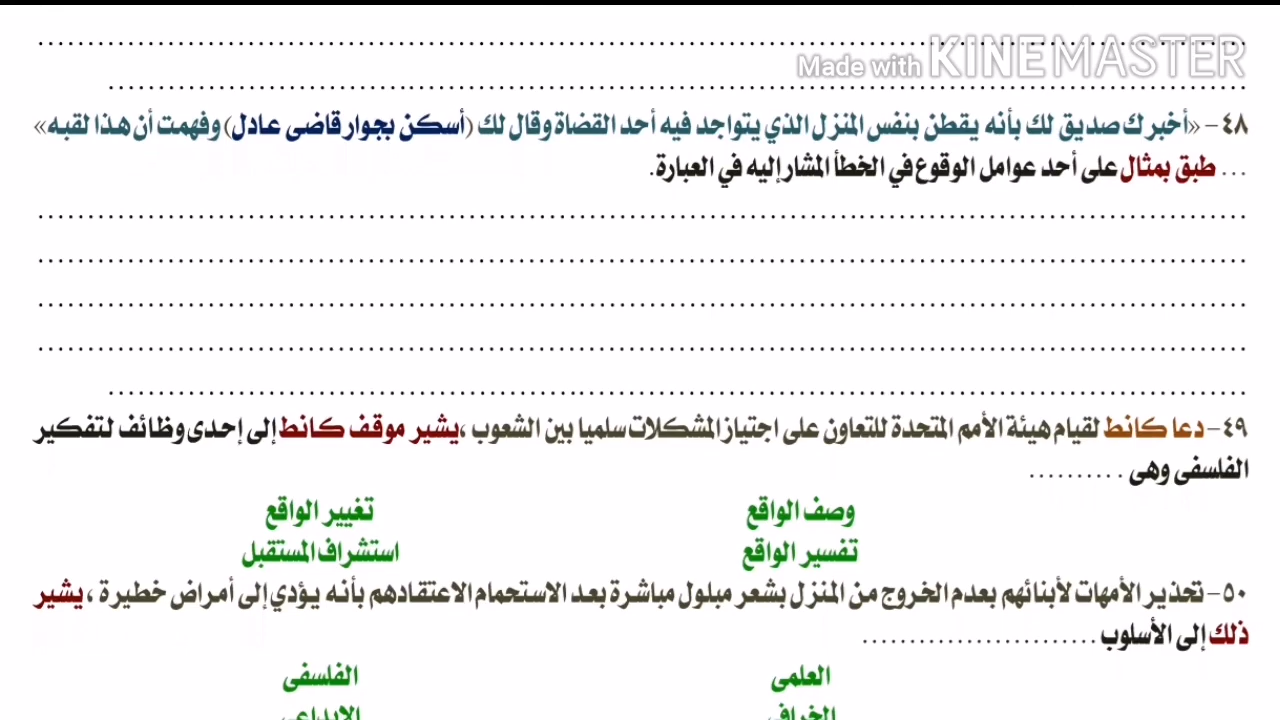 Made with KINEMASTER
٤٨- «أخبرك صديق لك بأنه يقطن بنفس المنزل الذي يتواجد فيه أحد القضاة وقال لك (أسكن بجوار قاضى عادل) وفهمت أن هذا لقبه»
... طبق بمثال على أحد عوامل الوقوع في الخطأ المشار إليه في العبارة.
٤٩- دعا كانط لقيام هيئة الأمم المتحدة للتعاون على اجتياز المشكلات سلميا بين الشعوب ،يشير موقف كانط إلى إحدى وظائف لتفكير
الفلسفى وهى ..........
وصف الواقع تغيير الواقع
تفسير الواقع استشراف المستقبل
٥٠- تحذير الأمهات لأبنائهم بعدم الخروج من المنزل بشعر مبلول مباشرة بعد الاستحمام الاعتقادهم بأنه يؤدي إلى أمراض خطيرة ، يشير
ذلك إلى الأسلوب ........................
العلمى الفلسفى
الخرافى الابداعى